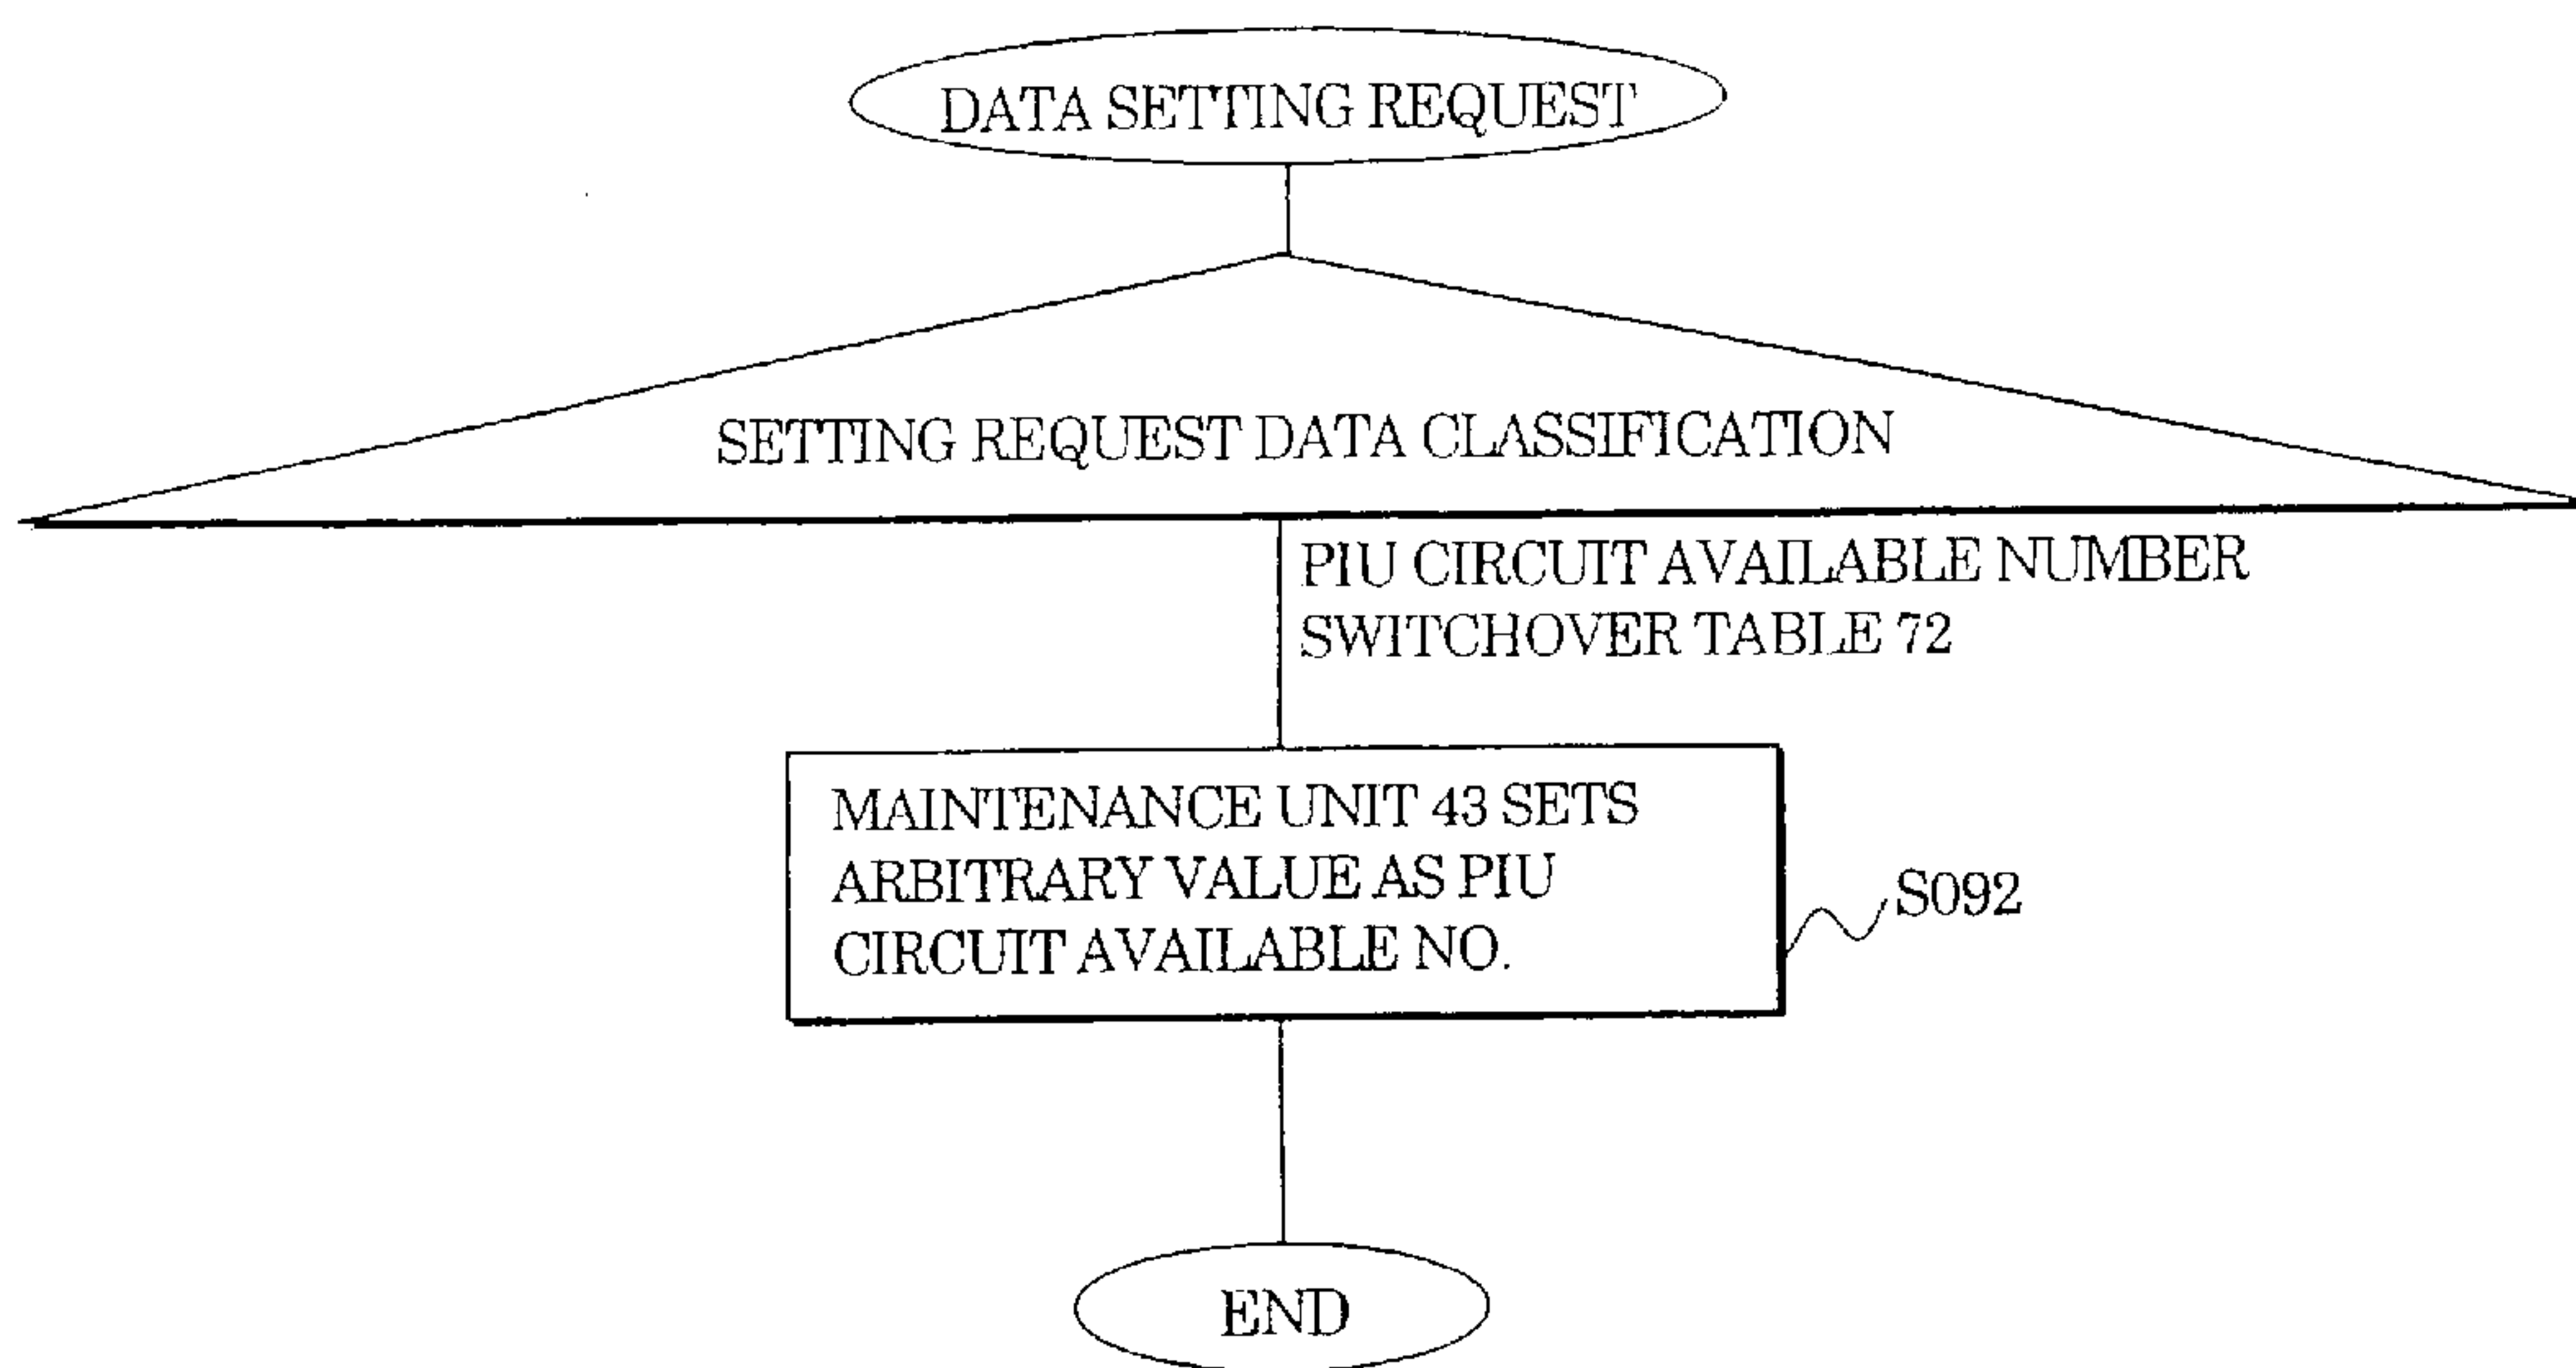 DATA SETTING REQUEST
SETTING REQUEST DATA CLASSIFICATION
PIU CIRCUIT AVAILABLE NUMBER
SWITCHOVER TABLE 72
MAINTENANCE UNIT 43 SETS
ARBITRARY VALUE AS PIU
CIRCUIT AVAILABLE NO.
S092
END